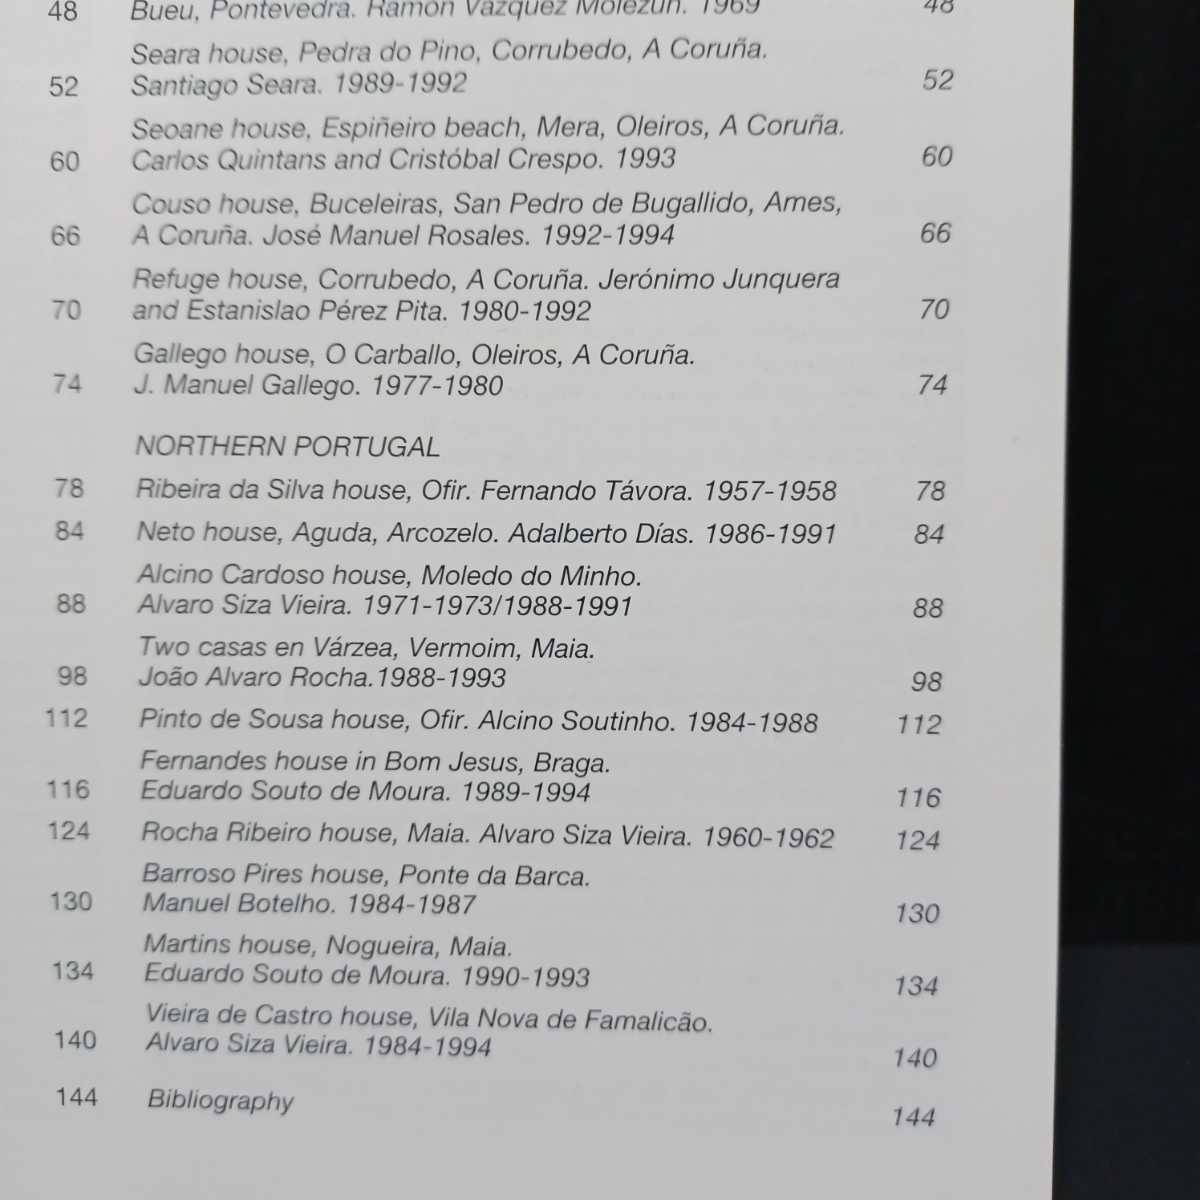 48 Bueu, Pontevedra. Ramón Vázquez Molezún. 1969 48
Seara house, Pedra do Pino, Corrubedo, A Coruña.
52 Santiago Seara. 1989-1992 52
Seoane house, Espiñeiro beach, Mera, Oleiros, A Coruña.
60 Carlos Quintans and Cristóbal Crespo. 1993 60
Couso house, Buceleiras, San Pedro de Bugallido, Ames,
66 A Coruña. José Manuel Rosales. 1992-1994 66
Refuge house, Corrubedo, A Coruña. Jerónimo Junquera
70 and Estanislao Pérez Pita. 1980-1992 70
Gallego house, O Carballo, Oleiros, A Coruña.
74 J. Manuel Gallego. 1977-1980 74
NORTHERN PORTUGAL
78 Ribeira da Silva house, Ofir. Fernando Távora. 1957-1958 78
84 Neto house, Aguda, Arcozelo. Adalberto Días. 1986-1991 84
Alcino Cardoso house, Moledo do Minho.
88 Alvaro Siza Vieira. 1971-1973/1988-1991 88
Two casas en Várzea, Vermoim, Maia.
98 João Alvaro Rocha.1988-1993 98
112 Pinto de Sousa house, Ofir. Alcino Soutinho. 1984-1988 112
Fernandes house in Bom Jesus, Braga.
116 Eduardo Souto de Moura. 1989-1994 116
124 Rocha Ribeiro house, Maia. Alvaro Siza Vieira. 1960-1962 124
Barroso Pires house, Ponte da Barca.
130 Manuel Botelho. 1984-1987 130
Martins house, Nogueira, Maia.
134 Eduardo Souto de Moura. 1990-1993 134
Vieira de Castro house, Vila Nova de Famalicão.
140 Alvaro Siza Vieira. 1984-1994 140
144 Bibliography 144